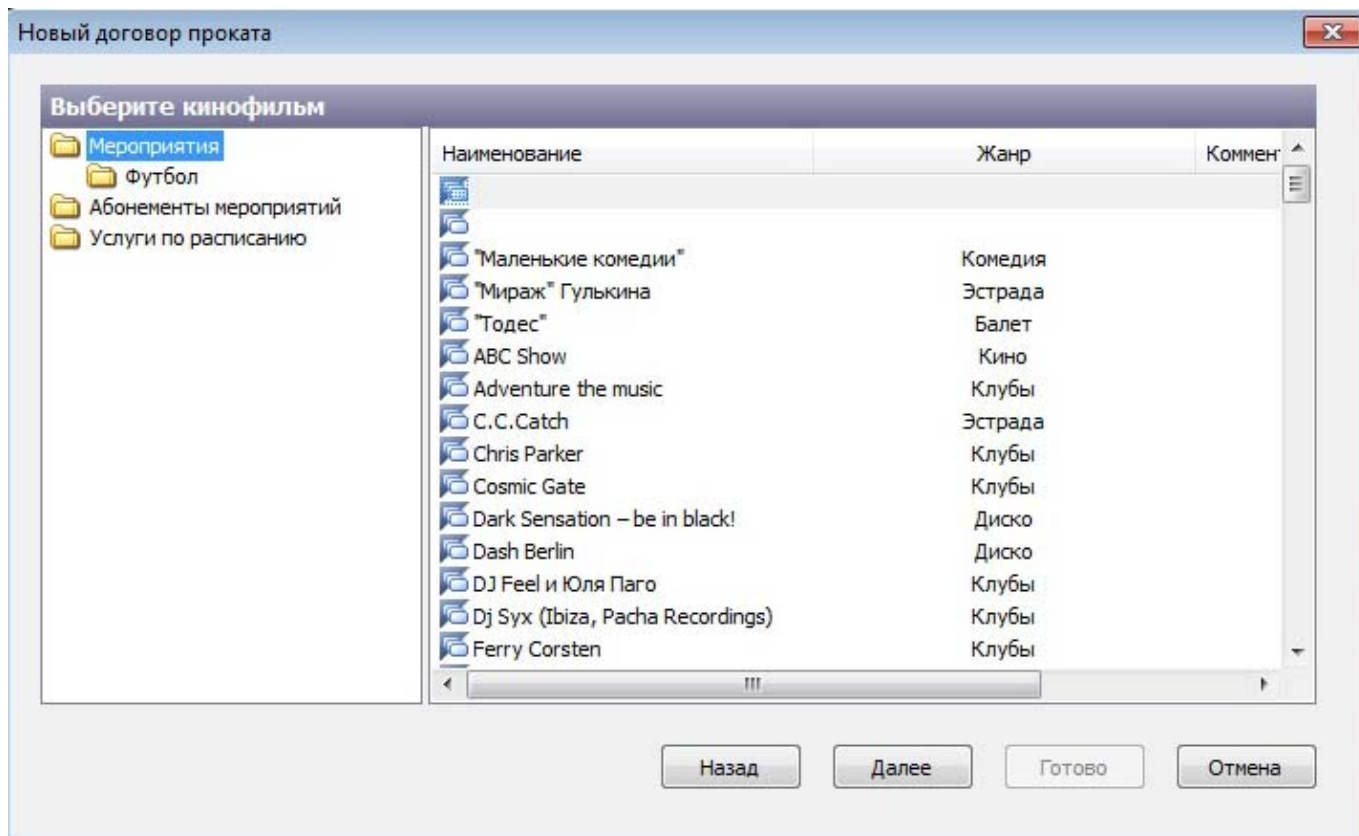 Новый договор проката
Выберите кинофильм
Мероприятия
Футбол
Абонементы мероприятий
Услуги по расписанию
Наименование Жанр Коммент
"Маленькие комедии" Комедия
"Мираж" Гулькина Эстрада
"Тодес" Балет
ABC Show Кино
Adventure the music Клубы
C.C.Catch Эстрада
Chris Parker Клубы
Cosmic Gate Клубы
Dark Sensation – be in black! Диско
Dash Berlin Диско
DJ Feel и Юля Паго Клубы
Dj Syx (Ibiza, Pacha Recordings) Клубы
Ferry Corsten Клубы
Назад Далее Готово Отмена